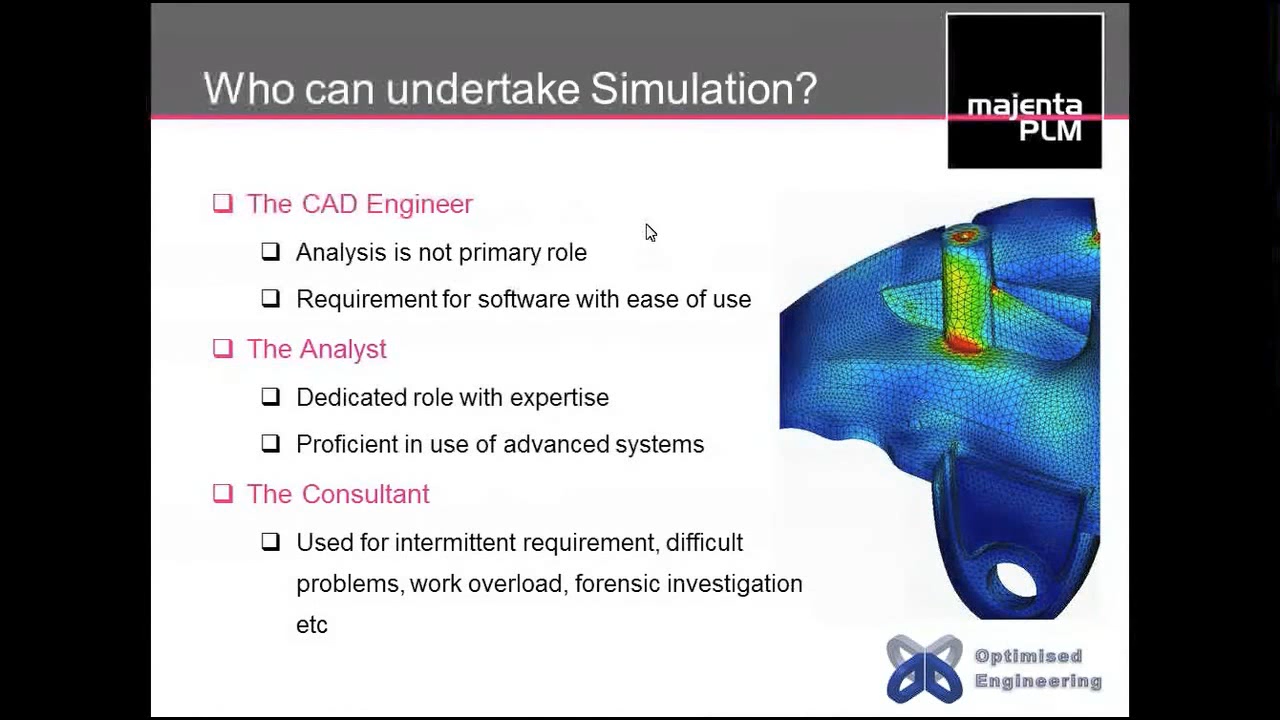 Who can undertake Simulation?
majenta
PLM
The CAD Engineer
Analysis is not primary role
Requirement for software with ease of use
The Analyst
Dedicated role with expertise
Proficient in use of advanced systems
The Consultant
Used for intermittent requirement, difficult
problems, work overload, forensic investigation
etc
Optimised
Engineering